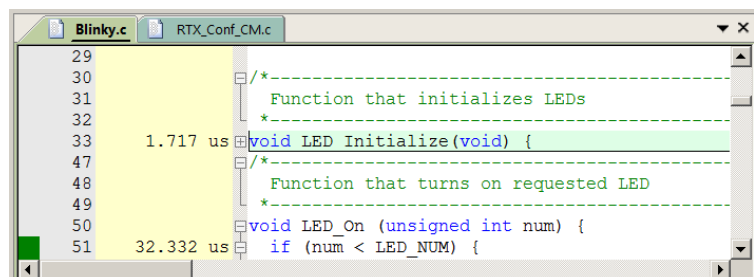 Blinky.c RTX_Conf_CM.c
29
30 /*--------------------------------------------
31 Function that initializes LEDs
32 *--------------------------------------------
33 1.717 us void LED_Initialize(void) {
47 /*--------------------------------------------
48 Function that turns on requested LED
49 *--------------------------------------------
50 void LED_On (unsigned int num) {
51 32.332 us if (num < LED_NUM) {